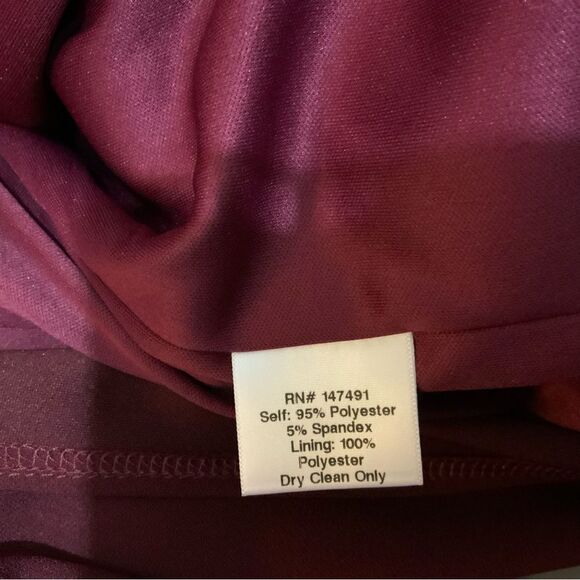 RN# 147491
Self: 95% Polyester
5% Spandex
Lining: 100%
Polyester
Dry Clean Only